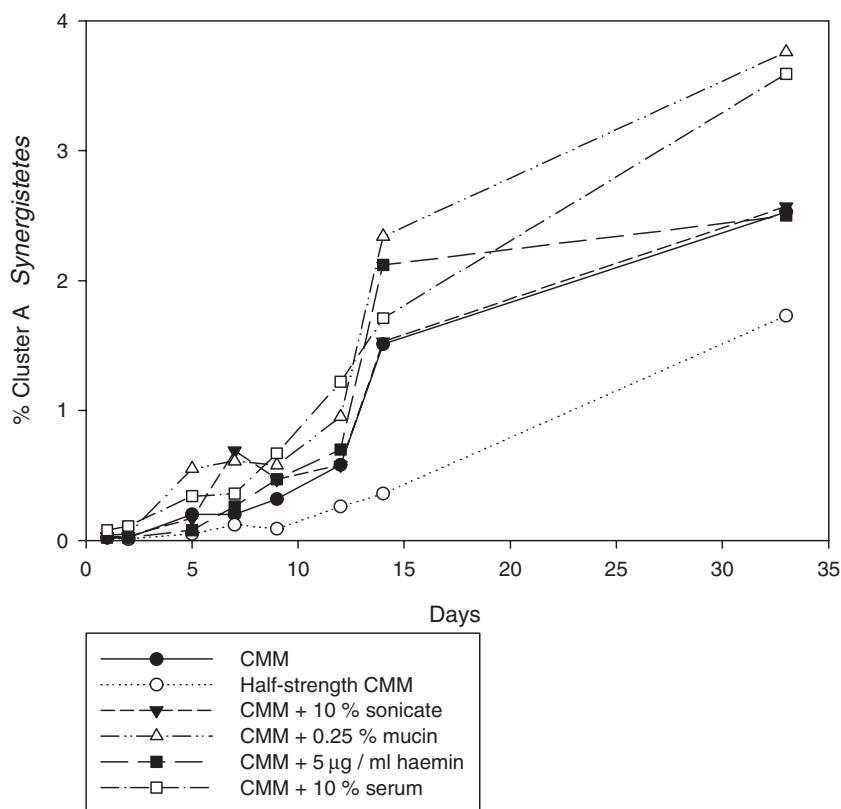 4
3
2
1
0
% Cluster A Synergistetes
0 5 10 15 20 25 30 35
Days
CMM
Half-strength CMM
CMM + 10 % sonicate
CMM + 0.25 % mucin
CMM + 5 μg / ml haemin
CMM + 10 % serum